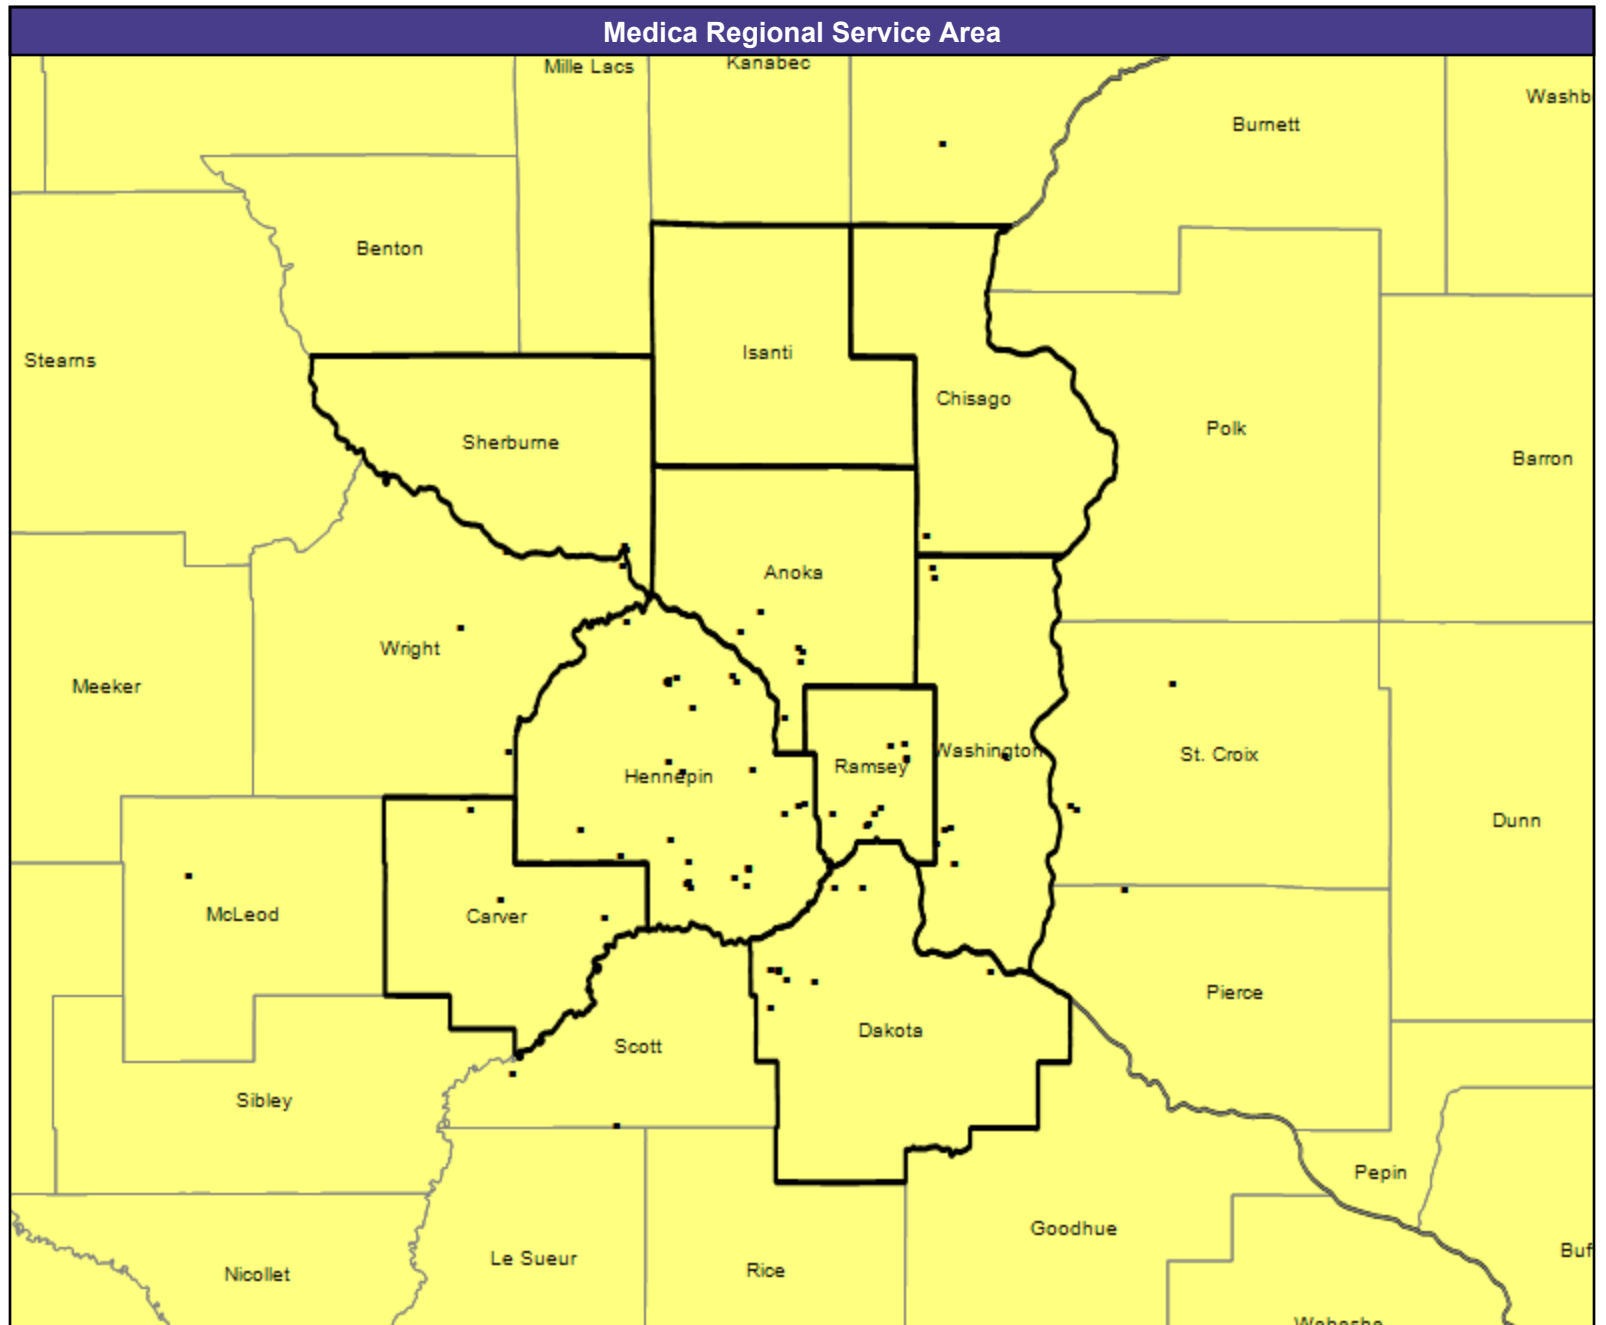 Medica Regional Service Area
Mille Lacs
Kanabec
Washb
Burnett
Benton
Isanti
Stearns
Chisago
Polk
Sherburne
Barron
Anoka
Wright
Meeker
Washington
St. Croix
Ramsey
Hennepin
Dunn
McLeod
Carver
Pierce
Dakota
Scott
Sibley
Pepin
Goodhue
Buf
Le Sueur
Rice
Nicollet